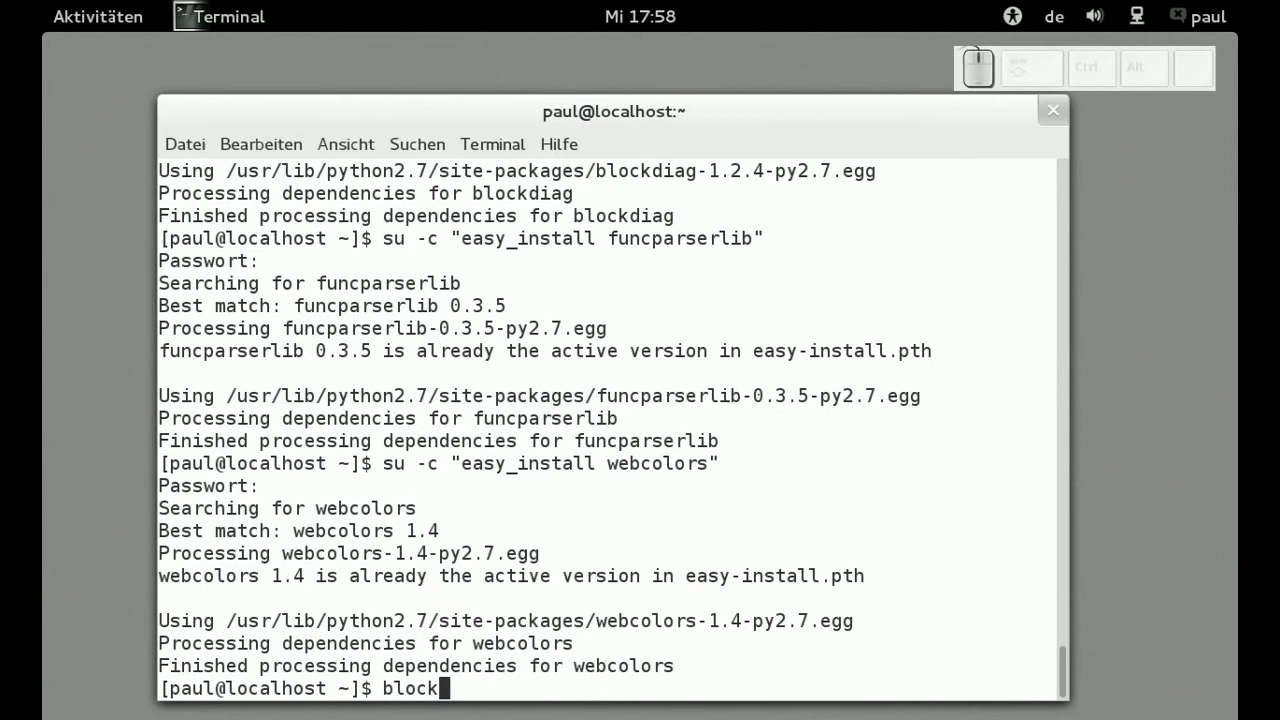 Aktivitäten Terminal Mi 17:58 de paul
Ctrl Alt
paul@localhost:~
Datei Bearbeiten Ansicht Suchen Terminal Hilfe
Using /usr/lib/python2.7/site-packages/blockdiag-1.2.4-py2.7.egg
Processing dependencies for blockdiag
Finished processing dependencies for blockdiag
[paul@localhost ~]$ su -c "easy_install funcparserlib"
Passwort:
Searching for funcparserlib
Best match: funcparserlib 0.3.5
Processing funcparserlib-0.3.5-py2.7.egg
funcparserlib 0.3.5 is already the active version in easy-install.pth
Using /usr/lib/python2.7/site-packages/funcparserlib-0.3.5-py2.7.egg
Processing dependencies for funcparserlib
Finished processing dependencies for funcparserlib
[paul@localhost ~]$ su -c "easy_install webcolors"
Passwort:
Searching for webcolors
Best match: webcolors 1.4
Processing webcolors-1.4-py2.7.egg
webcolors 1.4 is already the active version in easy-install.pth
Using /usr/lib/python2.7/site-packages/webcolors-1.4-py2.7.egg
Processing dependencies for webcolors
Finished processing dependencies for webcolors
[paul@localhost ~]$ block